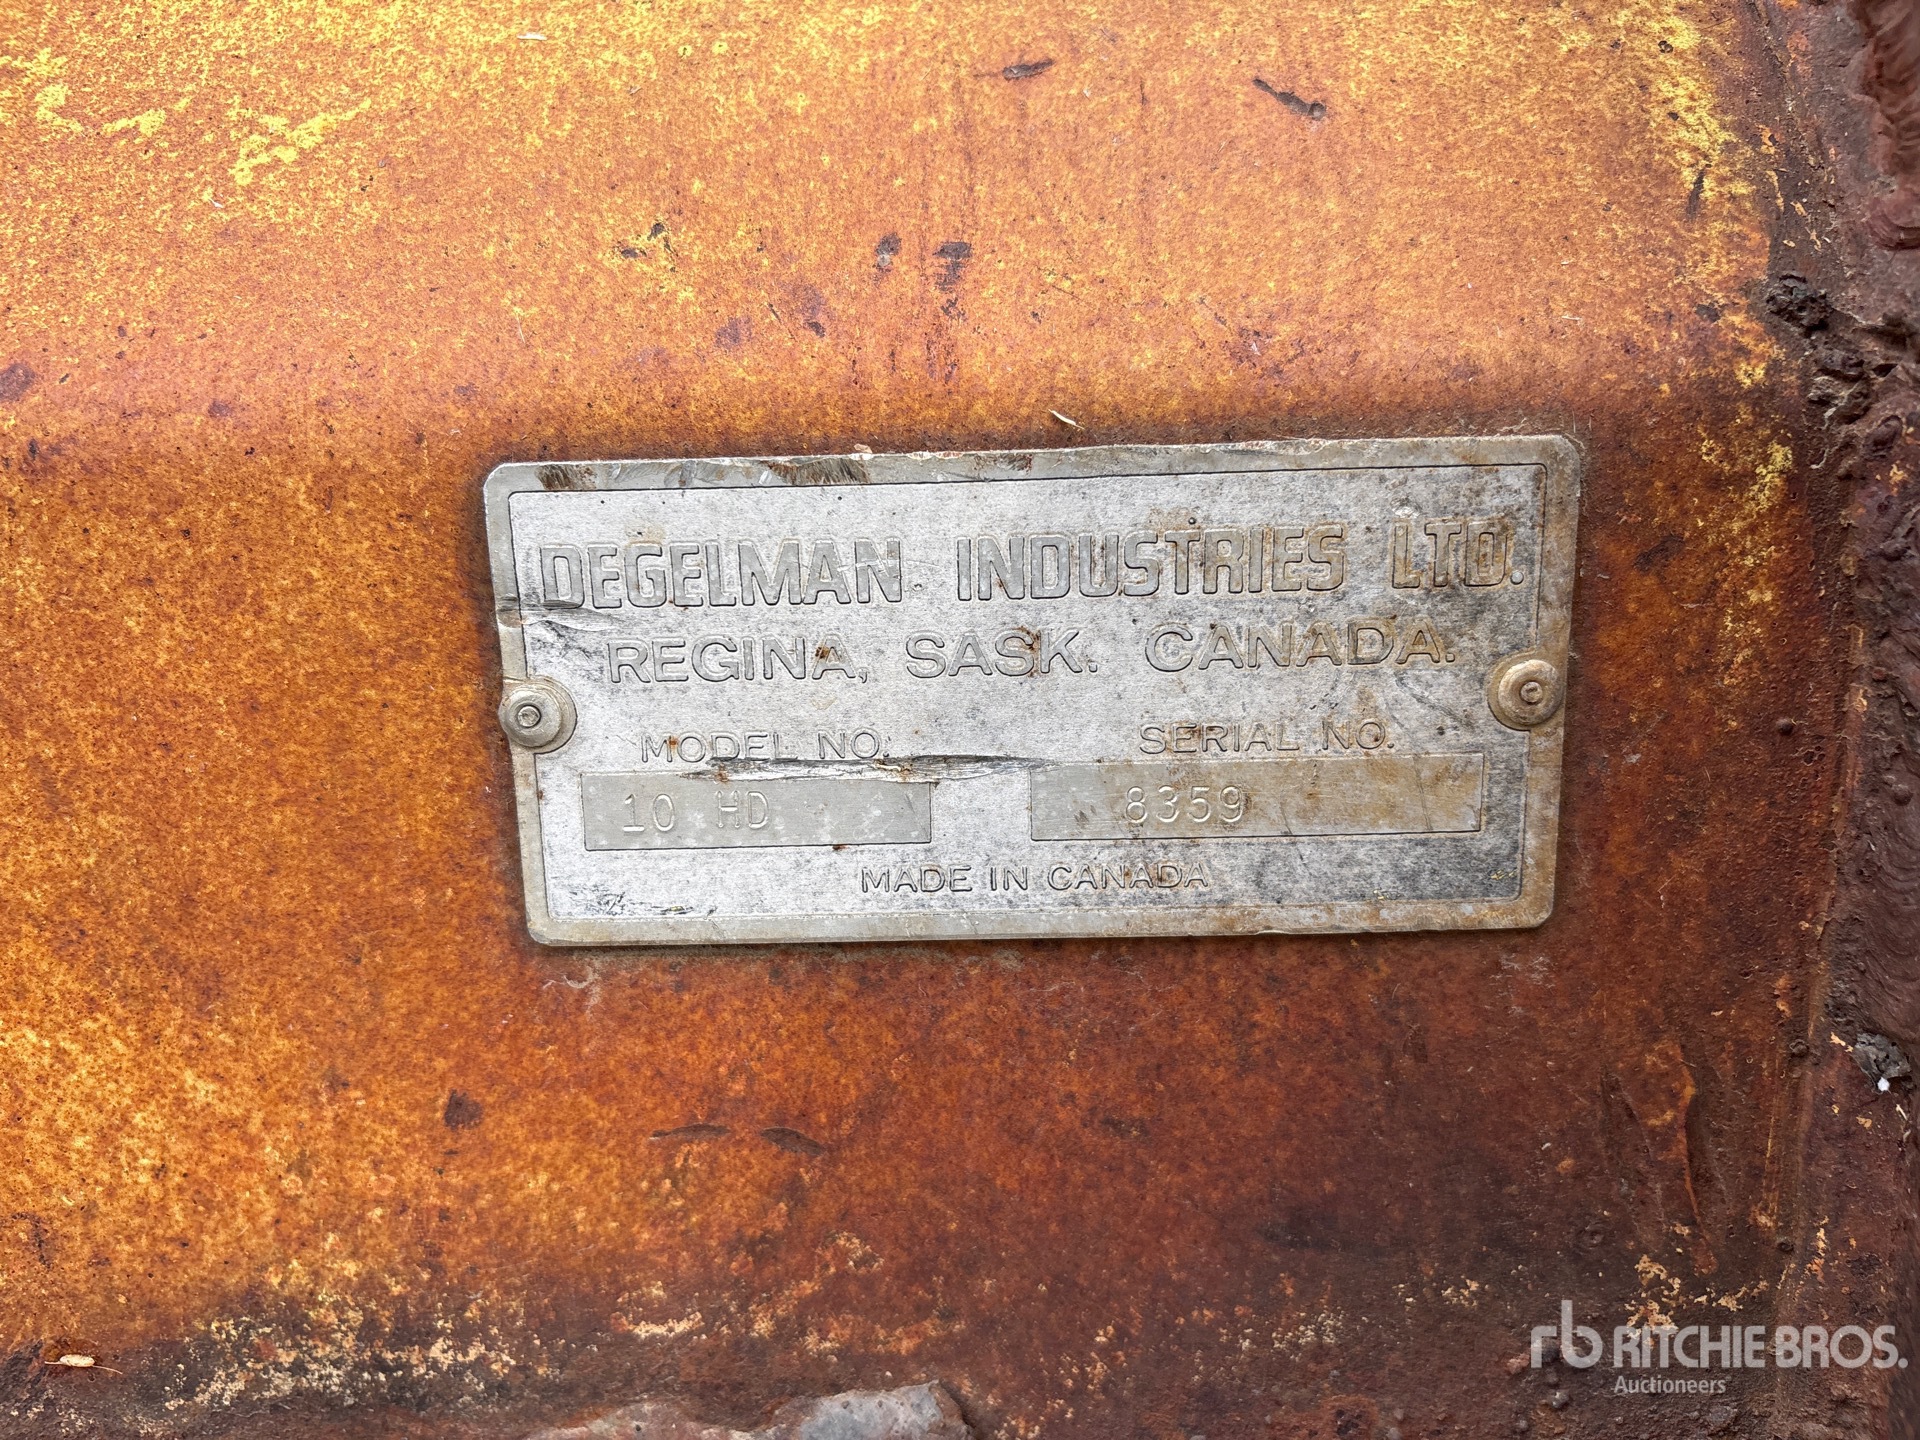 DEGELMAN INDUSTRIES LTD.
REGINA, SASK. CANADA.
MODEL NO. SERIAL NO.
10 HD 8359
MADE IN CANADA
rb RITCHIE BROS.
Auctioneers